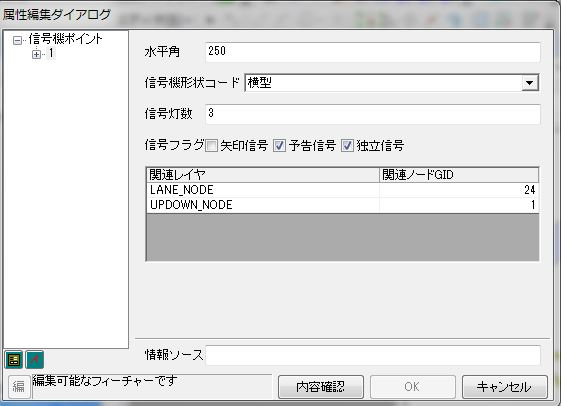 属性編集ダイアログ
信号機ポイント
1
水平角 250
信号機形状コード 横型
信号灯数 3
信号フラグ 矢印信号 予告信号 独立信号
関連レイヤ 関連ノードGID
LANE_NODE 24
UPDOWN_NODE 1
情報ソース
編 編集可能なフィーチャーです 内容確認 OK キャンセル